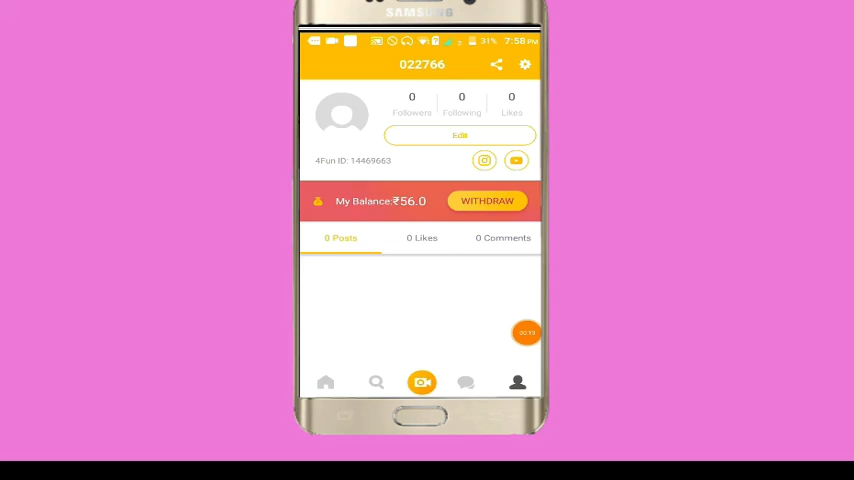 SAMSUNG
31% 7:58 PM
022766
0 0 0
Followers Following Likes
Edit
4Fun ID: 14469663
My Balance:₹56.0 WITHDRAW
0 Posts 0 Likes 0 Comments